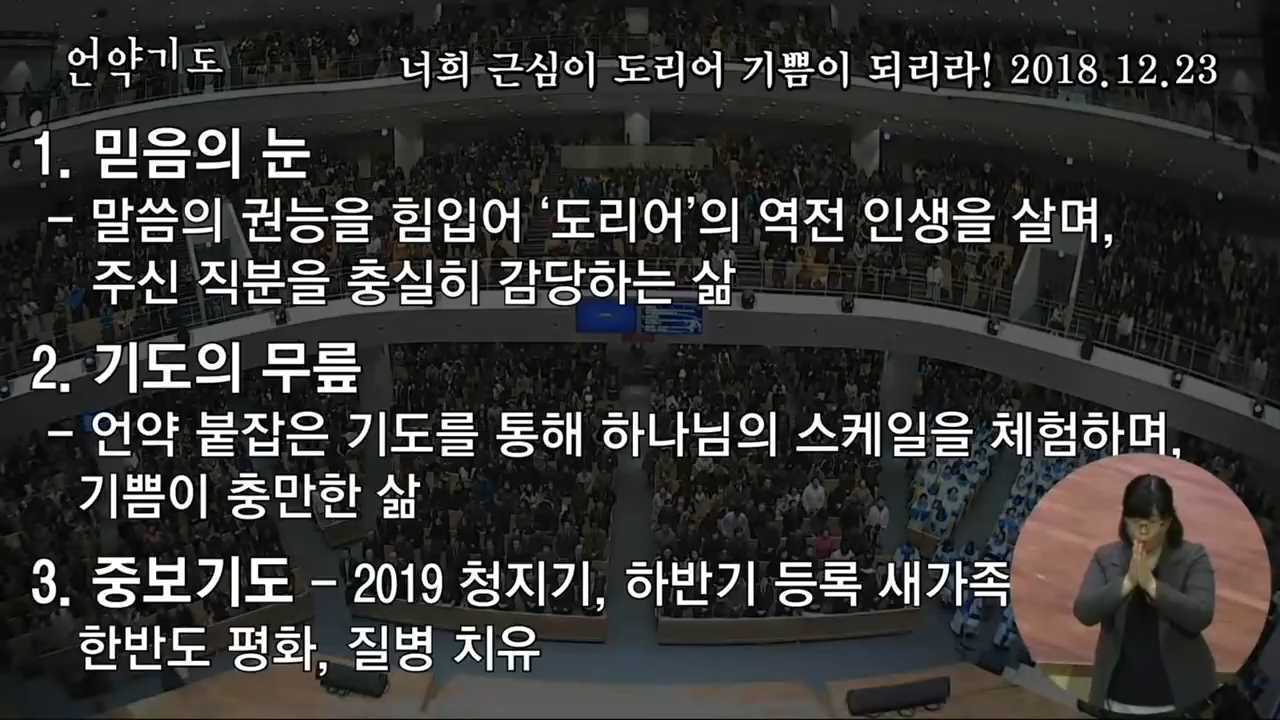 언약기도
너희 근심이 도리어 기쁨이 되리라! 2018.12.23
1. 믿음의 눈
- 말씀의 권능을 힘입어 ‘도리어’의 역전 인생을 살며,
주신 직분을 충실히 감당하는 삶
2. 기도의 무릎
- 언약 붙잡은 기도를 통해 하나님의 스케일을 체험하며,
기쁨이 충만한 삶
3. 중보기도 - 2019 청지기, 하반기 등록 새가족
한반도 평화, 질병 치유